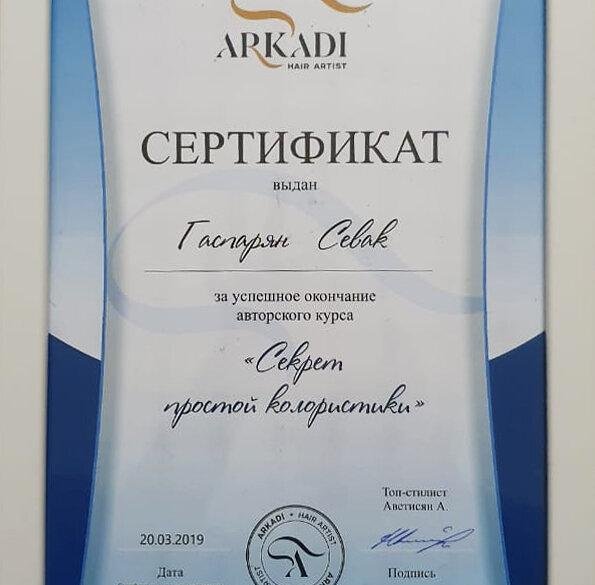 ARKADI
HAIR ARTIST
СЕРТИФИКАТ
выдан
Гаспарян Севак
за успешное окончание
авторского курса
«Секрет
простой колористики»
Топ-стилист
Аветисян А.
20.03.2019
ARKADI • HAIR ARTIST
Дата
Подпись